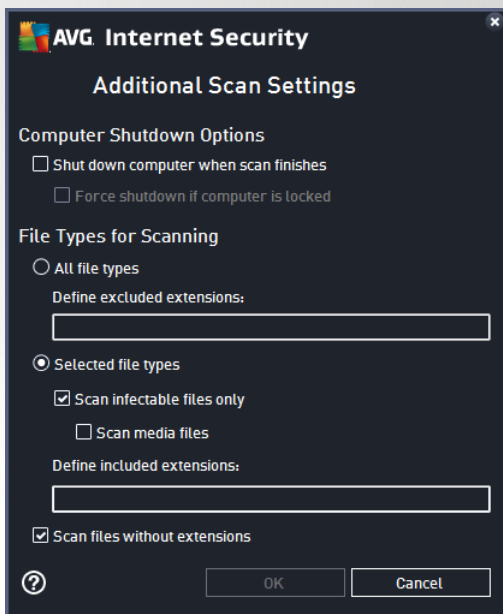 AVG. Internet Security
Additional Scan Settings
Computer Shutdown Options
Shut down computer when scan finishes
Force shutdown if computer is locked
File Types for Scanning
All file types
Define excluded extensions:
Selected file types
Scan infectable files only
Scan media files
Define included extensions:
Scan files without extensions
? OK Cancel